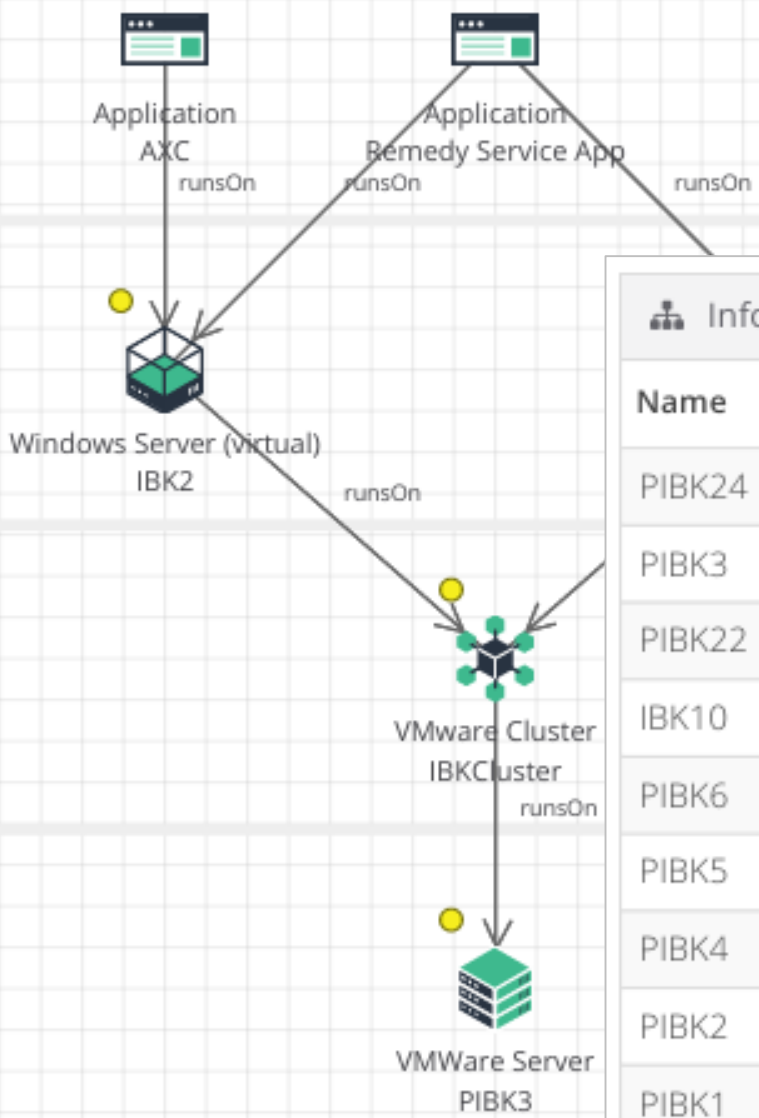 Application
AXC
Application
Remedy Service App
runsOn
runsOn
runsOn
Windows Server (virtual)
IBK2
runsOn
VMware Cluster
IBKCluster
runsOn
VMWare Server
PIBK3
Name
PIBK24
PIBK3
PIBK22
IBK10
PIBK6
PIBK5
PIBK4
PIBK2
PIBK1